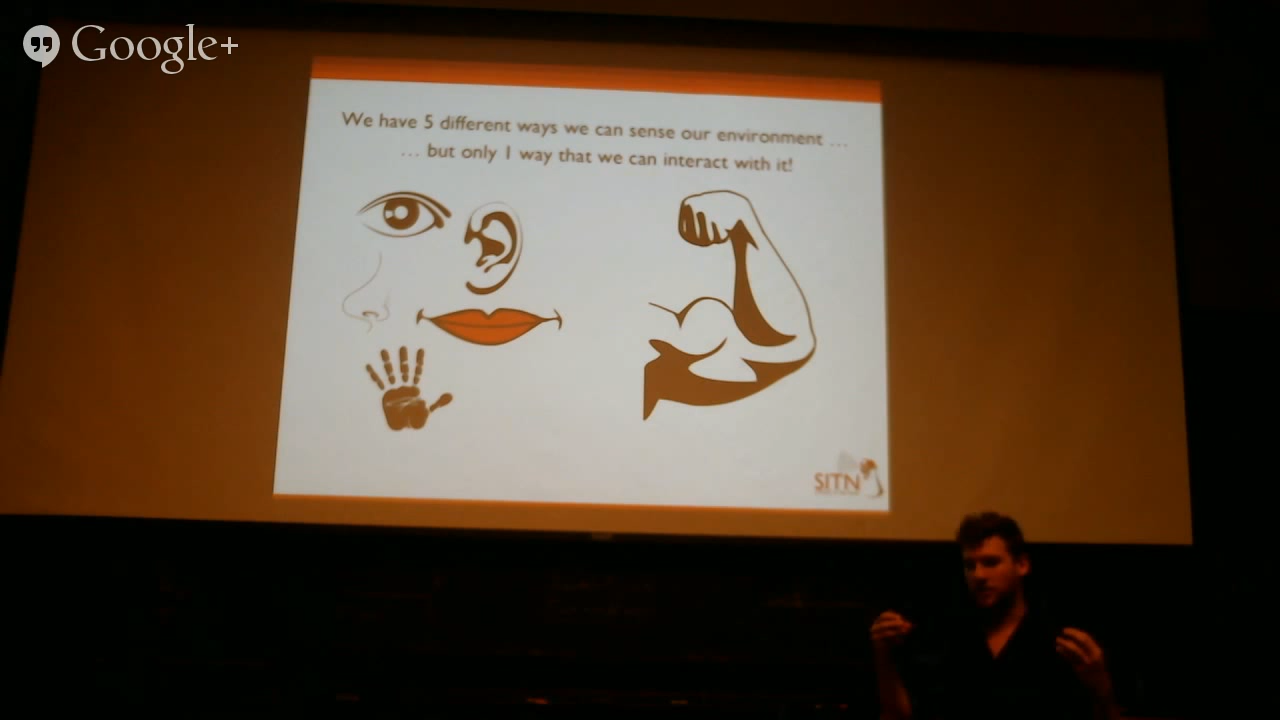 Google+
We have 5 different ways we can sense our environment ...
... but only 1 way that we can interact with it!
SITN